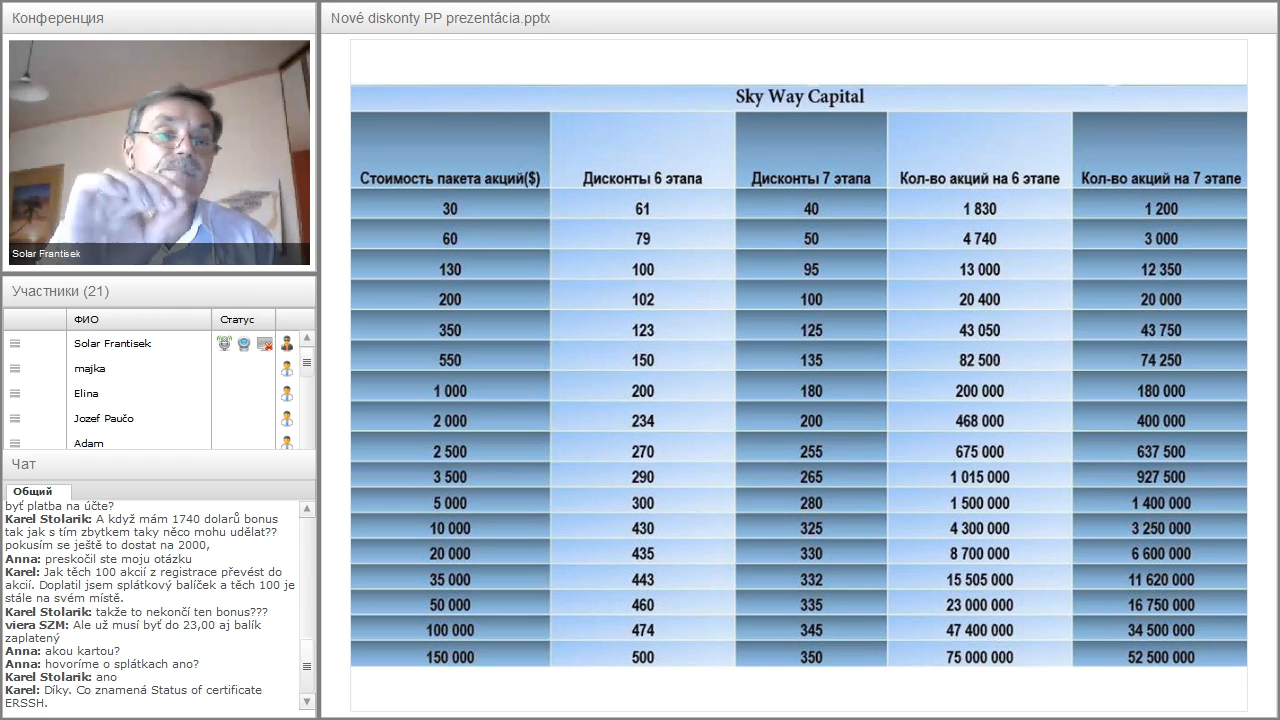 Конференция
Solar Frantisek
Участники (21)
ФИО Статус
Solar Frantisek
majka
Elina
Jozef Paučo
Adam
Чат
Общий
byť platba na účte?
Karel Stolarik: A když mám 1740 dolarů bonus
tak jak s tím zbytkem taky něco mohu udělat??
pokusím se ještě to dostat na 2000,
Anna: preskočil ste moju otázku
Karel: Jak těch 100 akcií z registrace převést do
akcií. Doplatil jsem splátkový balíček a těch 100 je
stále na svém místě.
Karel Stolarik: takže to nekončí ten bonus???
viera SZM: Ale už musí byť do 23,00 aj balík
zaplatený
Anna: akou kartou?
Anna: hovoríme o splátkach ano?
Karel Stolarik: ano
Karel: Díky. Co znamená Status of certificate
ERSSH.
Nové diskonty PP prezentácia.pptx
Sky Way Capital
Стоимость пакета акций($) Дисконты 6 этапа Дисконты 7 этапа Кол-во акций на 6 этапе Кол-во акций на 7 этапе
30 61 40 1 830 1 200
60 79 50 4 740 3 000
130 100 95 13 000 12 350
200 102 100 20 400 20 000
350 123 125 43 050 43 750
550 150 135 82 500 74 250
1 000 200 180 200 000 180 000
2 000 234 200 468 000 400 000
2 500 270 255 675 000 637 500
3 500 290 265 1 015 000 927 500
5 000 300 280 1 500 000 1 400 000
10 000 430 325 4 300 000 3 250 000
20 000 435 330 8 700 000 6 600 000
35 000 443 332 15 505 000 11 620 000
50 000 460 335 23 000 000 16 750 000
100 000 474 345 47 400 000 34 500 000
150 000 500 350 75 000 000 52 500 000